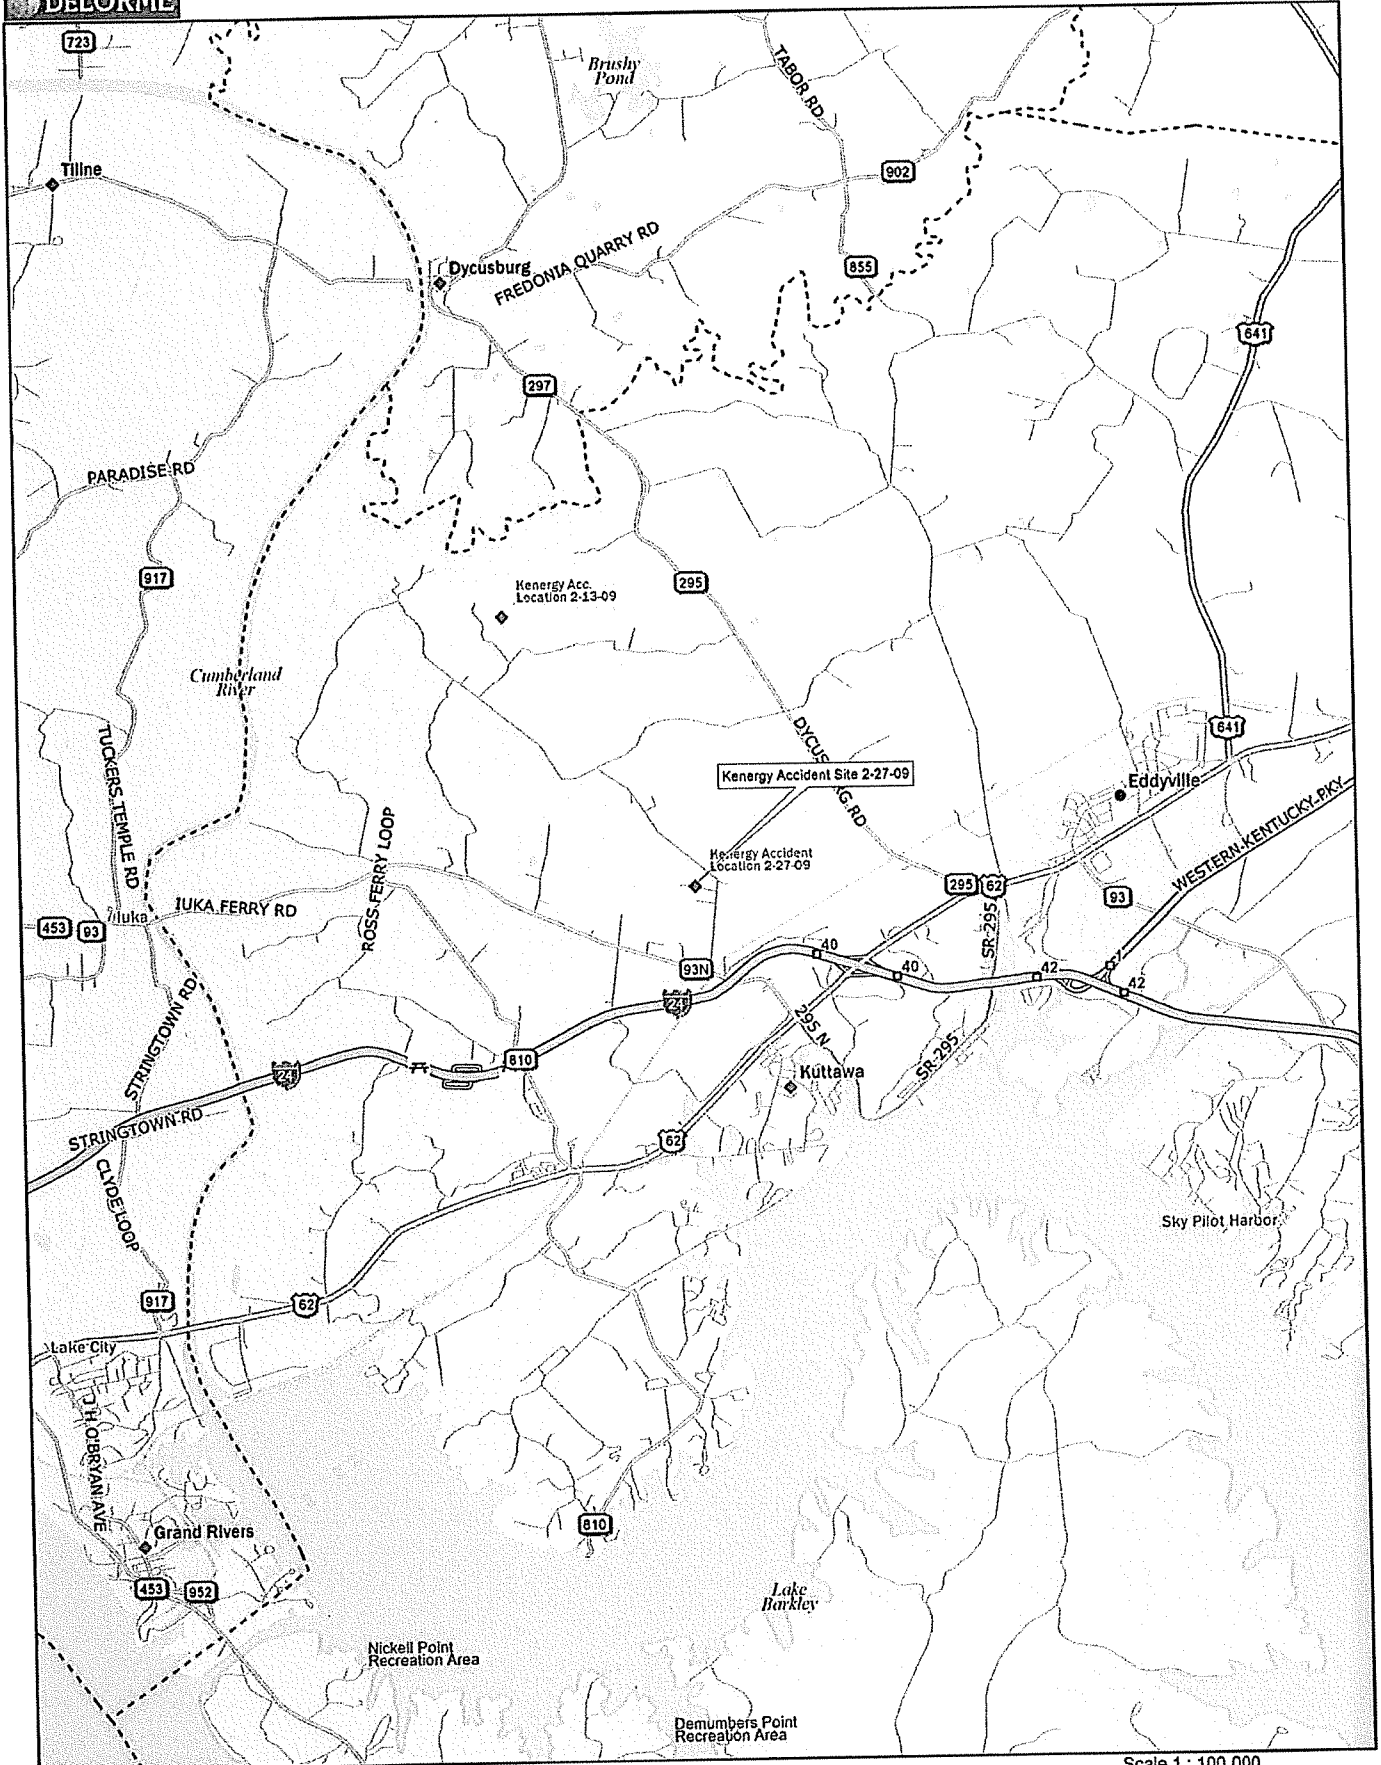 DELORME
723
Brushy
Pond
TABOR RD
Tiline
902
Dycusburg
FREDONIA QUARRY RD
855
641
297
PARADISE RD
917
295
Kenergy Acc.
Location 2-13-09
Cumberland
River
TUCKERS TEMPLE RD
DYCUSBURG RD
641
Kenergy Accident Site 2-27-09
Eddyville
WESTERN KENTUCKY PKY
ROSS FERRY LOOP
Kenergy Accident
Location 2-27-09
295
62
93
Iuka
IUKA FERRY RD
453
93
SR-295
93N
40
40
42
7
42
24
STRINGTOWN RD
295 N
SR-295
810
24
Kuttawa
STRINGTOWN RD
62
CLYDE LOOP
Sky Pilot Harbor
917
62
Lake City
J H O'BRYAN AVE
810
Grand Rivers
453
952
Lake
Barkley
Nickell Point
Recreation Area
Demumbers Point
Recreation Area
Scale 1 : 100,000